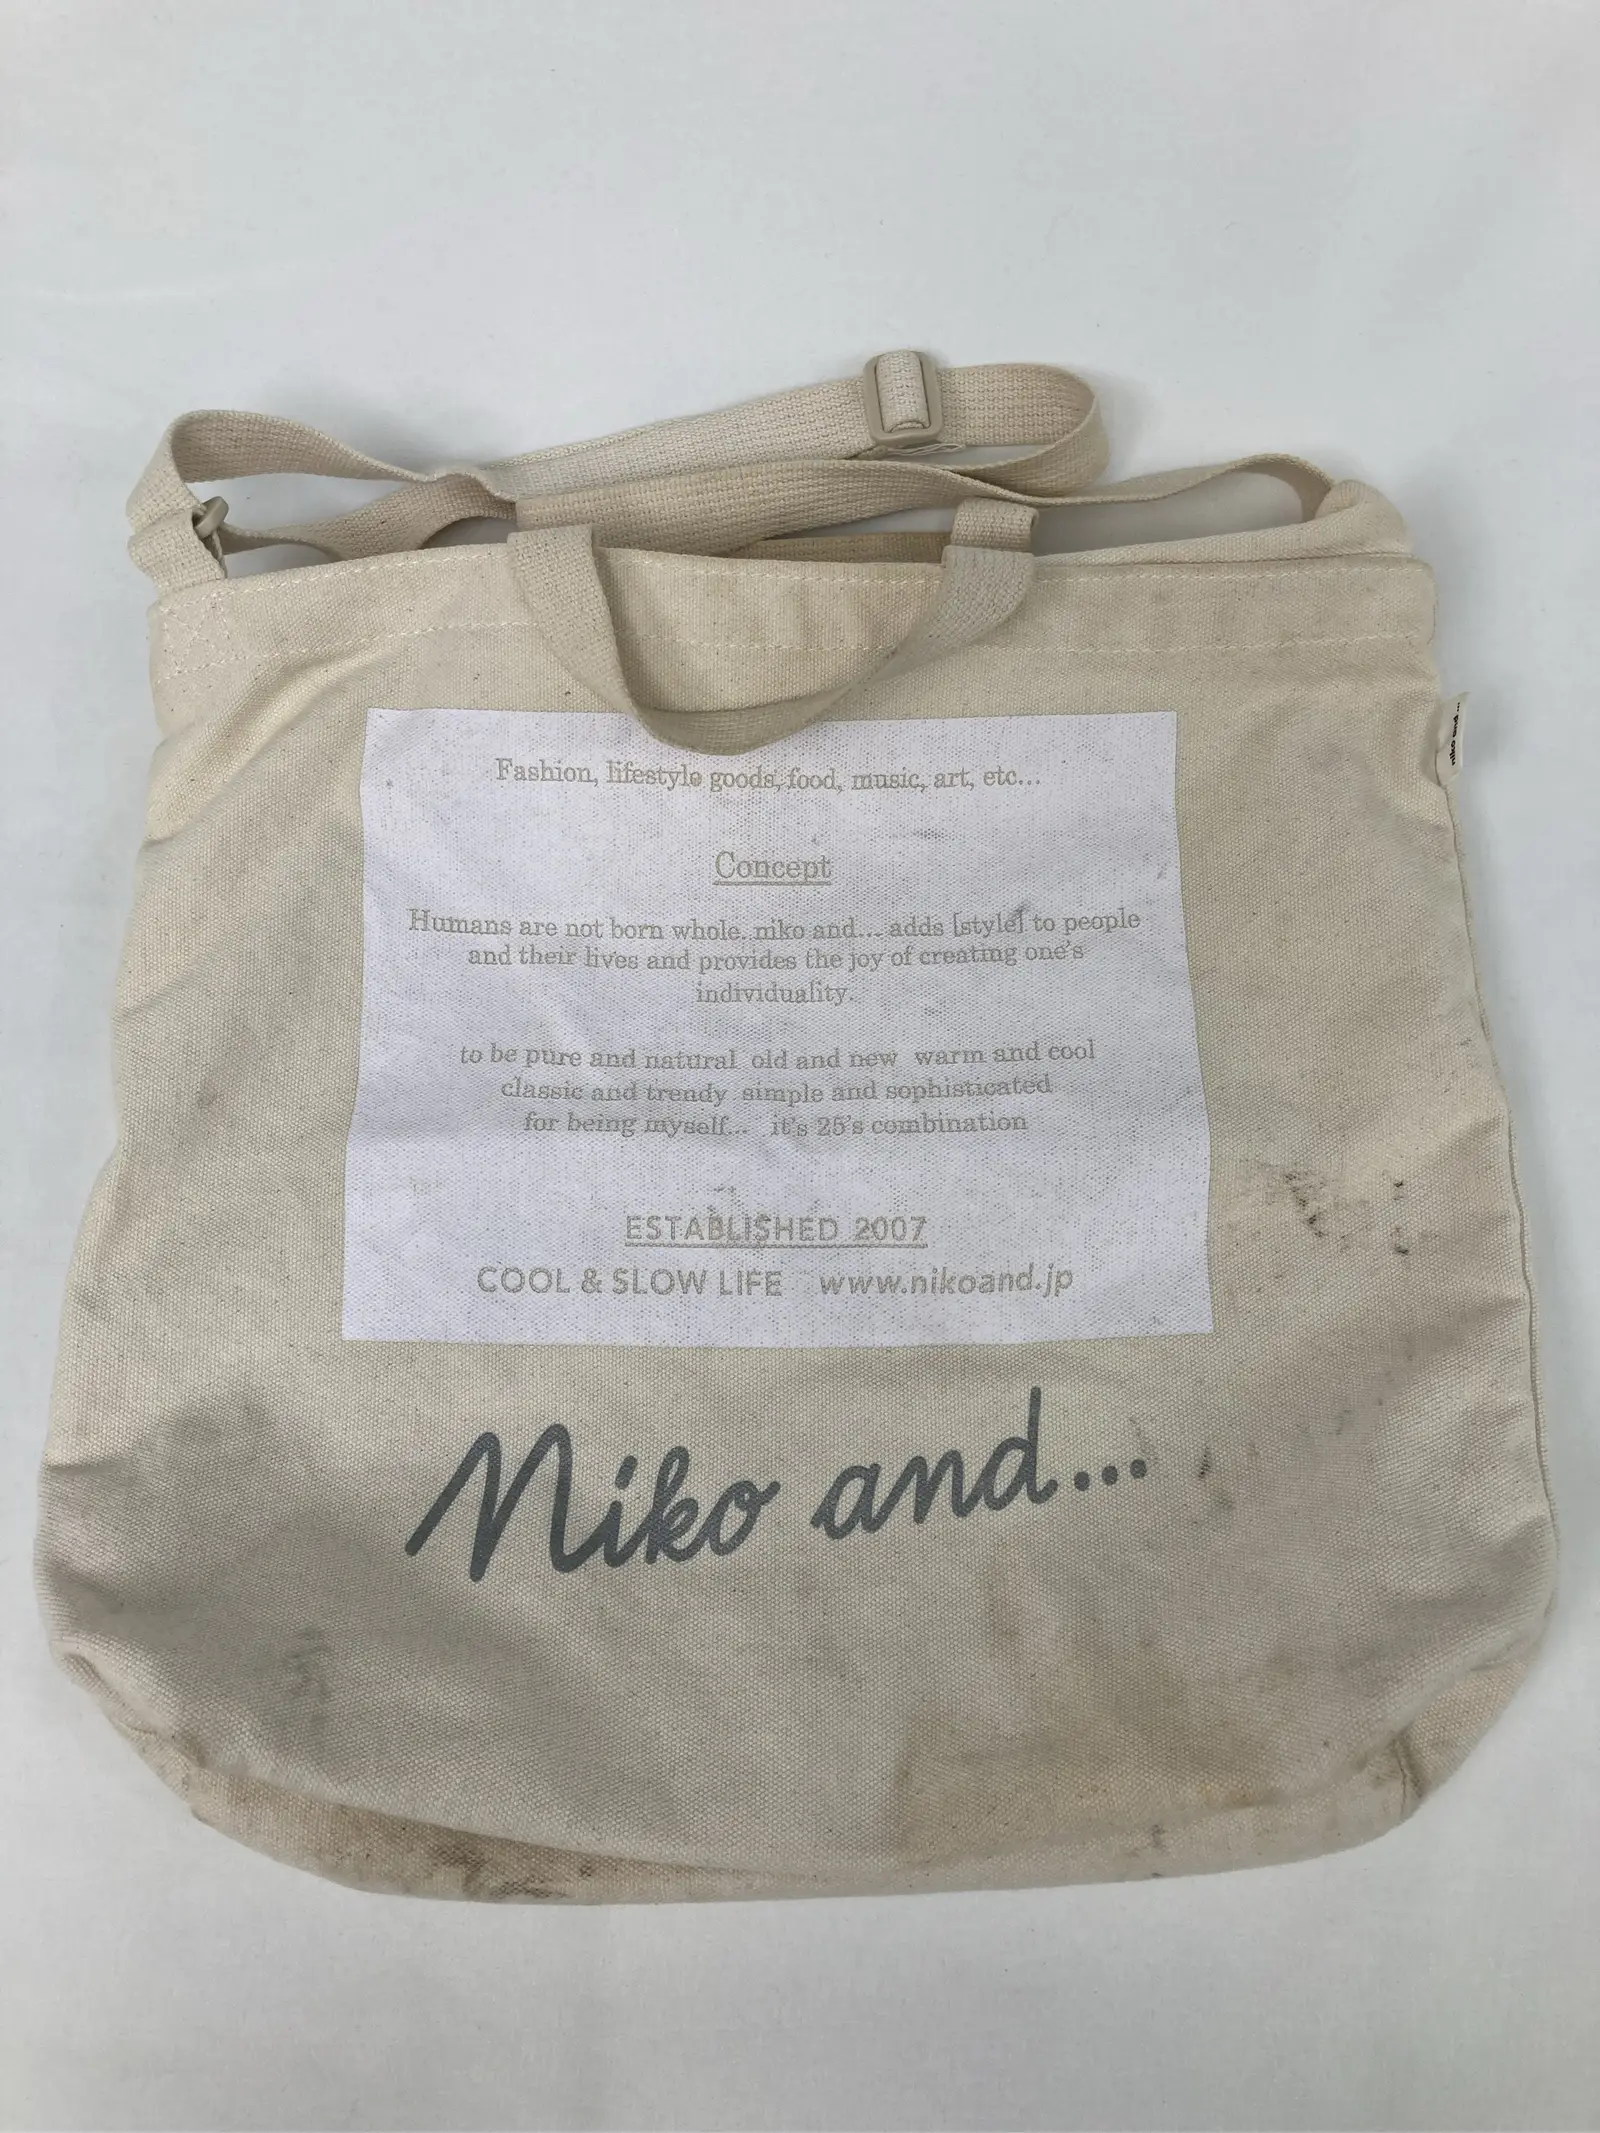 Fashion, lifestyle goods, food, music, art, etc...
Concept
Humans are not born whole. niko and... adds [style] to people
and their lives and provides the joy of creating one's
individuality.
to be pure and natural old and new warm and cool
classic and trendy simple and sophisticated
for being myself... it's 25's combination
ESTABLISHED 2007
COOL & SLOW LIFE www.nikoand.jp
Niko and...
niko and ...